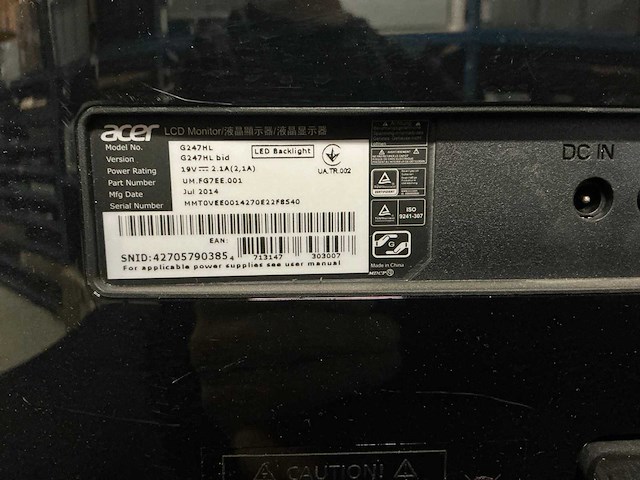 acer LCD Monitor/液晶顯示器/液晶显示器
Model No. G247HL LED Backlight
Version G247HL bid
Power Rating 19V 2.1A(2,1A) UA.TR.002
Part Number UM.FG7EE.001
Mfg Date Jul 2014
Serial Number MMT0VEE0014270E22F8540
EAN:
SNID:42705790385 4 713147 303007
For applicable power supplies see user manual
ISO
9241-307
G
Made in China
DC IN
CAUTION!